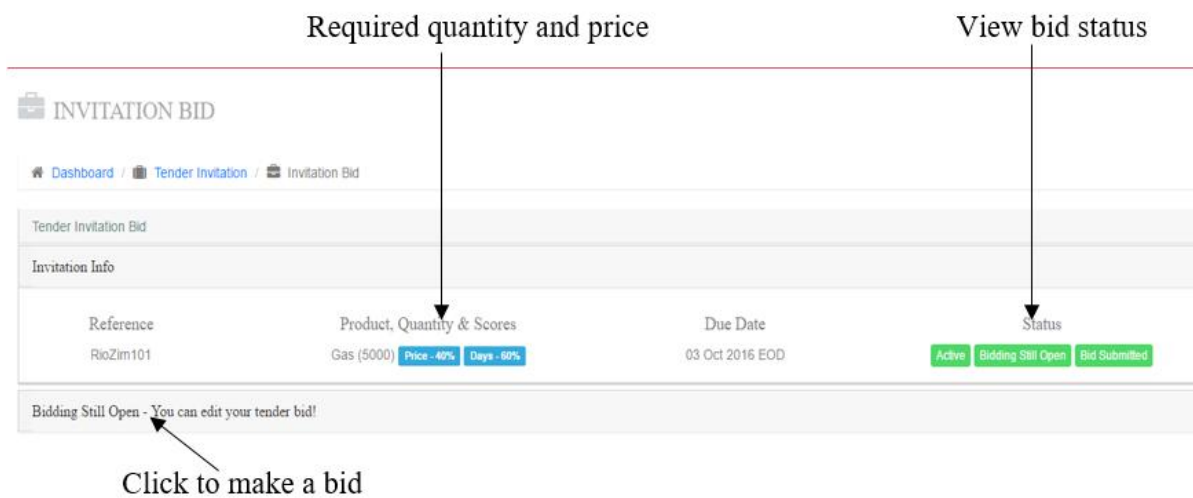 Required quantity and price View bid status
INVITATION BID
Dashboard / Tender Invitation / Invitation Bid
Tender Invitation Bid
Invitation Info
Reference Product, Quantity & Scores Due Date Status
RioZim101 Gas (5000) Price - 40% Days - 60% 03 Oct 2016 EOD Active Bidding Still Open Bid Submitted
Bidding Still Open - You can edit your tender bid!
Click to make a bid